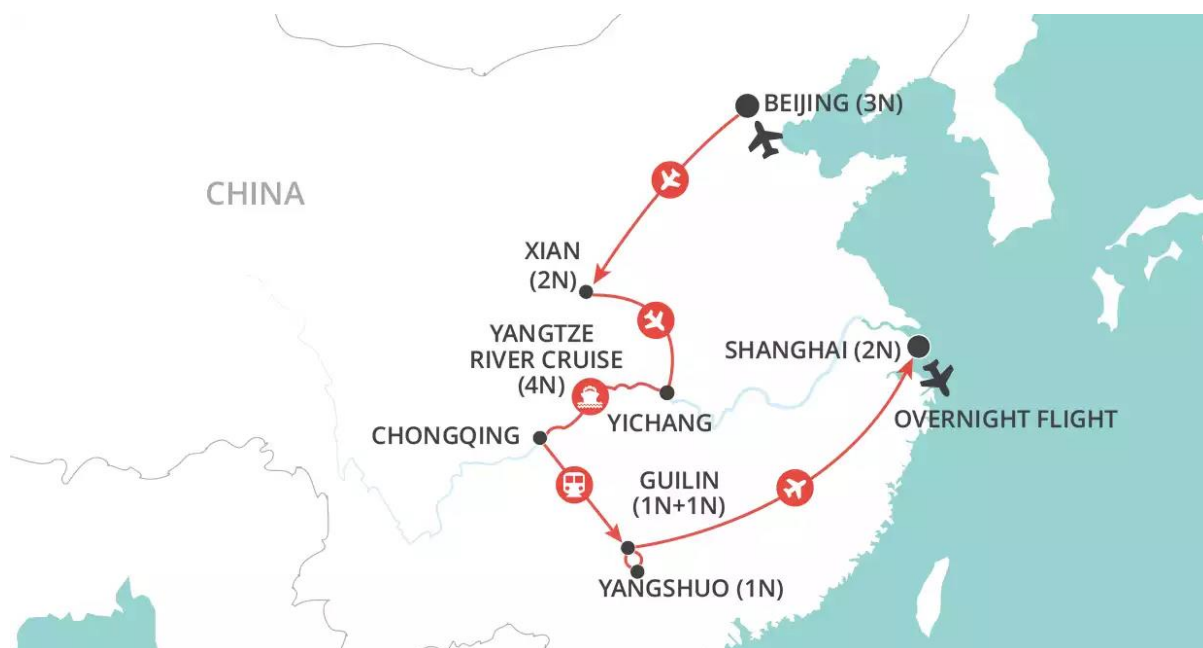 BEIJING (3N)
CHINA
XIAN
(2N)
YANGTZE
RIVER CRUISE
(4N)
SHANGHAI (2N)
YICHANG
OVERNIGHT FLIGHT
CHONGQING
GUILIN
(1N+1N)
YANGSHUO (1N)